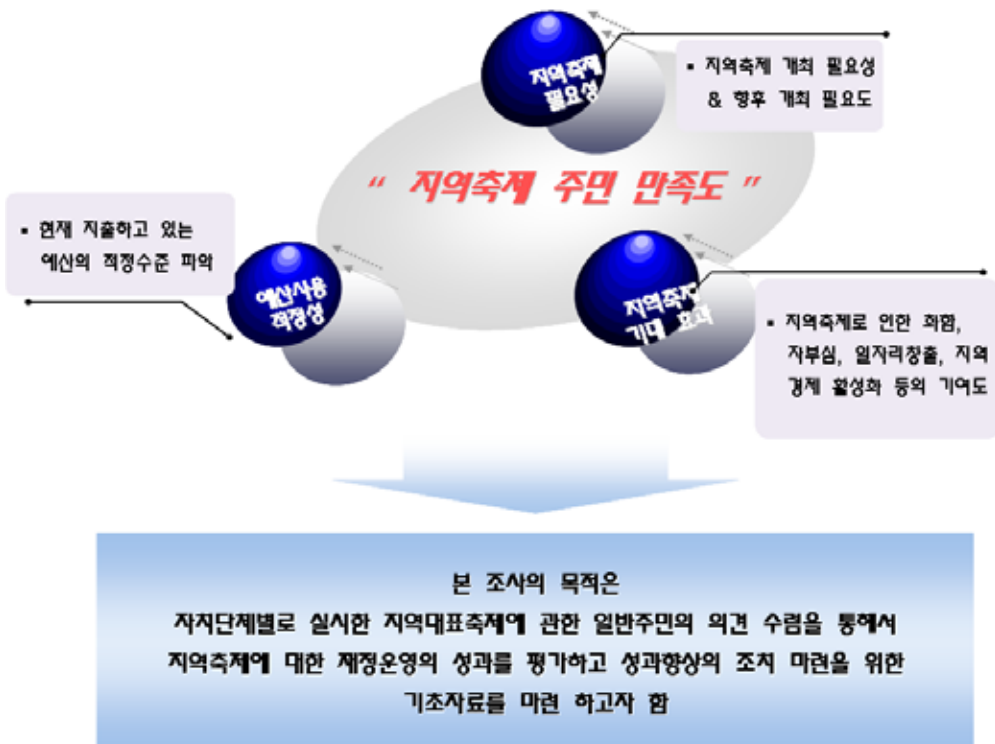 지역축제
필요성
▪ 지역축제 개최 필요성
& 향후 개최 필요도
“ 지역축제 주민 만족도 ”
▪ 현재 지출하고 있는
예산의 적정수준 파악
예산사용
적정성
지역축제
기대 효과
▪ 지역축제로 인한 화합,
자부심, 일자리창출, 지역
경제 활성화 등의 기여도
본 조사의 목적은
자치단체별로 실시한 지역대표축제에 관한 일반주민의 의견 수렴을 통해서
지역축제에 대한 재정운영의 성과를 평가하고 성과향상의 조치 마련을 위한
기초자료를 마련 하고자 함